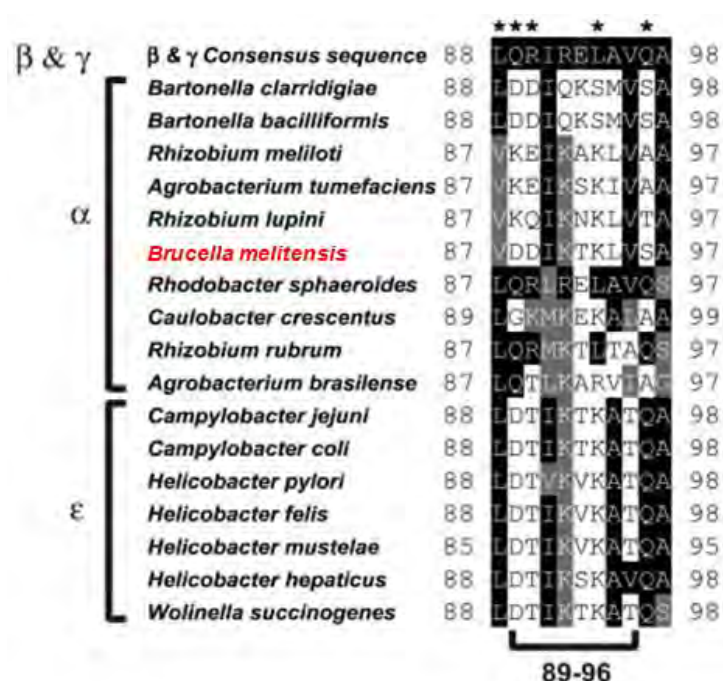 *** * *
β & γ
β & γ Consensus sequence 88 LQRIRELAVQA 98
Bartonella clarridigiae 88 LDDIQKSMVSA 98
Bartonella bacilliformis 88 LDDIQKSMVSA 98
Rhizobium meliloti 87 VKEIKAKLVAA 97
Agrobacterium tumefaciens 87 VKEIKSKIVAA 97
α
Rhizobium lupini 87 VKQIKNKLVTA 97
Brucella melitensis 87 VDDIKTKLVSA 97
Rhodobacter sphaeroides 87 LQRLRELAVQS 97
Caulobacter crescentus 89 LGKMKEKAIAA 99
Rhizobium rubrum 87 LQRMKTLTAQS 97
Agrobacterium brasilense 87 LQTLKARVIAG 97
Campylobacter jejuni 88 LDTIKTKATQA 98
Campylobacter coli 88 LDTIKTKATQA 98
Helicobacter pylori 88 LDTVKVKATQA 98
ε
Helicobacter felis 88 LDTIKVKATQA 98
Helicobacter mustelae 85 LDTIKVKATQA 95
Helicobacter hepaticus 88 LDTIKSKAVQA 98
Wolinella succinogenes 88 LDTIKTKATQS 98
89-96